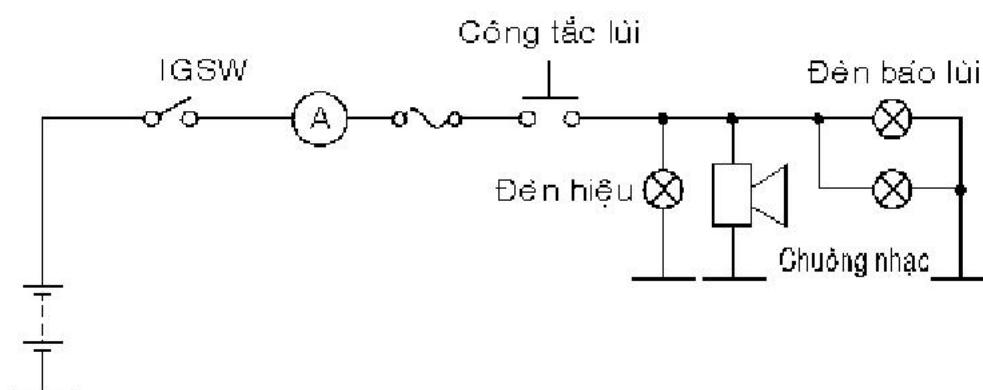 Công tắc lùi
IGSW
Đèn báo lùi
A
Đèn hiệu
Chuông nhạc